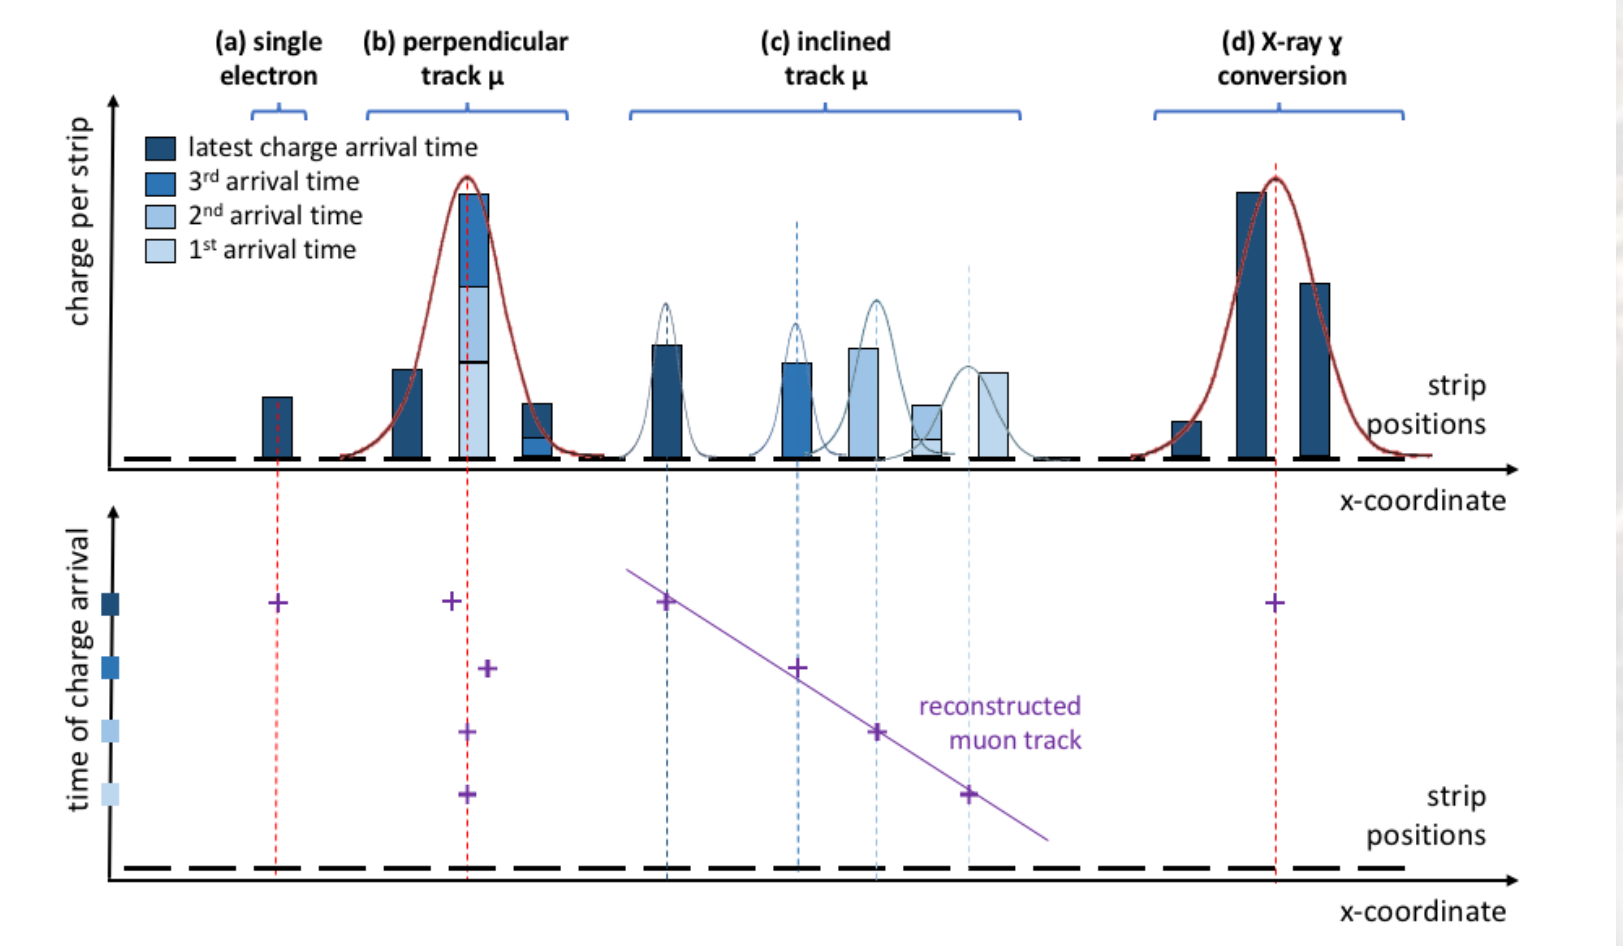 (a) single
electron
(b) perpendicular
track μ
(c) inclined
track μ
(d) X-ray ɣ
conversion
charge per strip
latest charge arrival time
3rd arrival time
2nd arrival time
1st arrival time
strip
positions
x-coordinate
time of charge arrival
reconstructed
muon track
strip
positions
x-coordinate